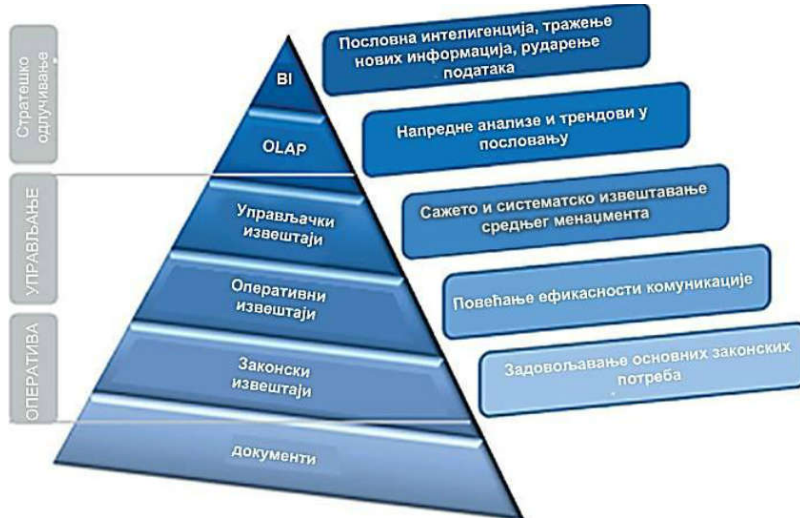 Стратешко
одлучивање
УПРАВЉАЊЕ
ОПЕРАТИВА
BI
OLAP
Управљачки
извештаји
Оперативни
извештаји
Законски
извештаји
документи
Пословна интелигенција, тражење
нових информација, рударење
података
Напредне анализе и трендови у
пословању
Сажето и систематско извештавање
средњег менаџмента
Повећање ефикасности комуникације
Задовољавање основних законских
потреба